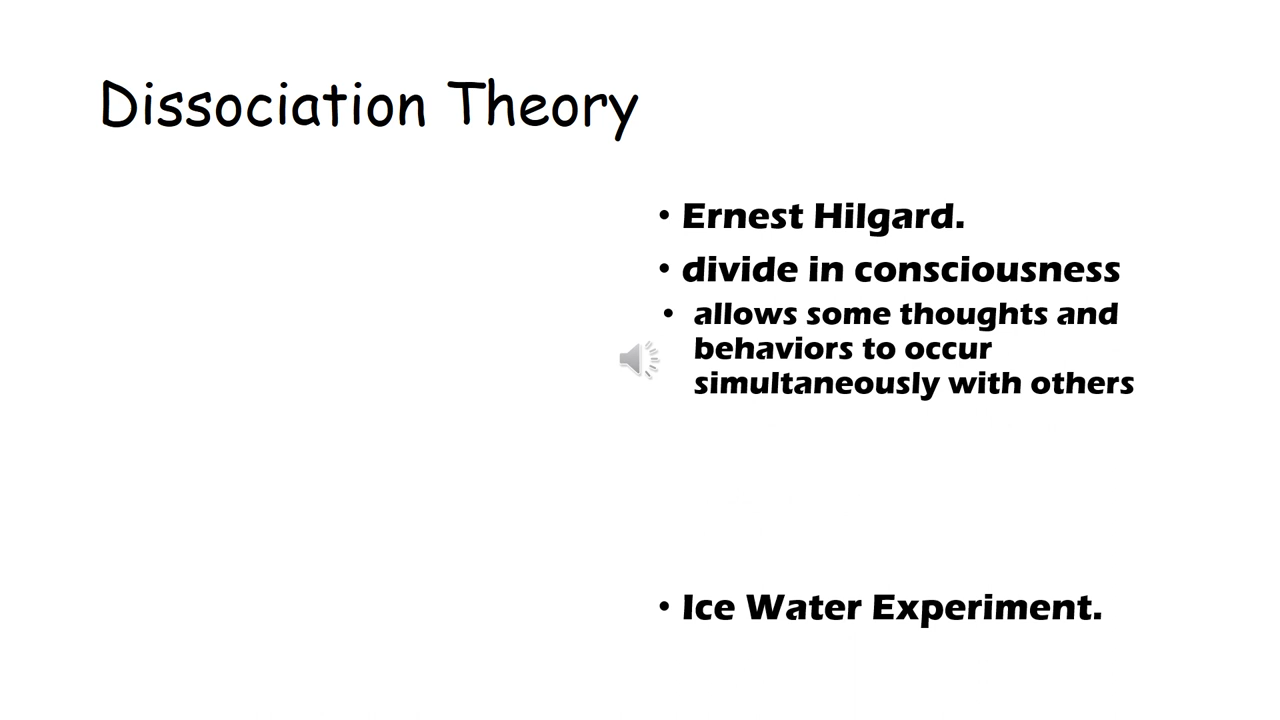 Dissociation Theory
• Ernest Hilgard.
• divide in consciousness
• allows some thoughts and
behaviors to occur
simultaneously with others
• Ice Water Experiment.